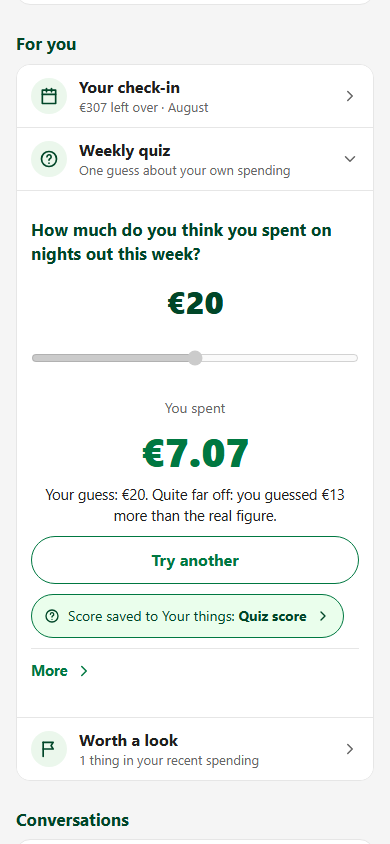 For you
Your check-in
€307 left over · August
Weekly quiz
One guess about your own spending
How much do you think you spent on
nights out this week?
€20
You spent
€7.07
Your guess: €20. Quite far off: you guessed €13
more than the real figure.
Try another
Score saved to Your things: Quiz score
More
Worth a look
1 thing in your recent spending
Conversations